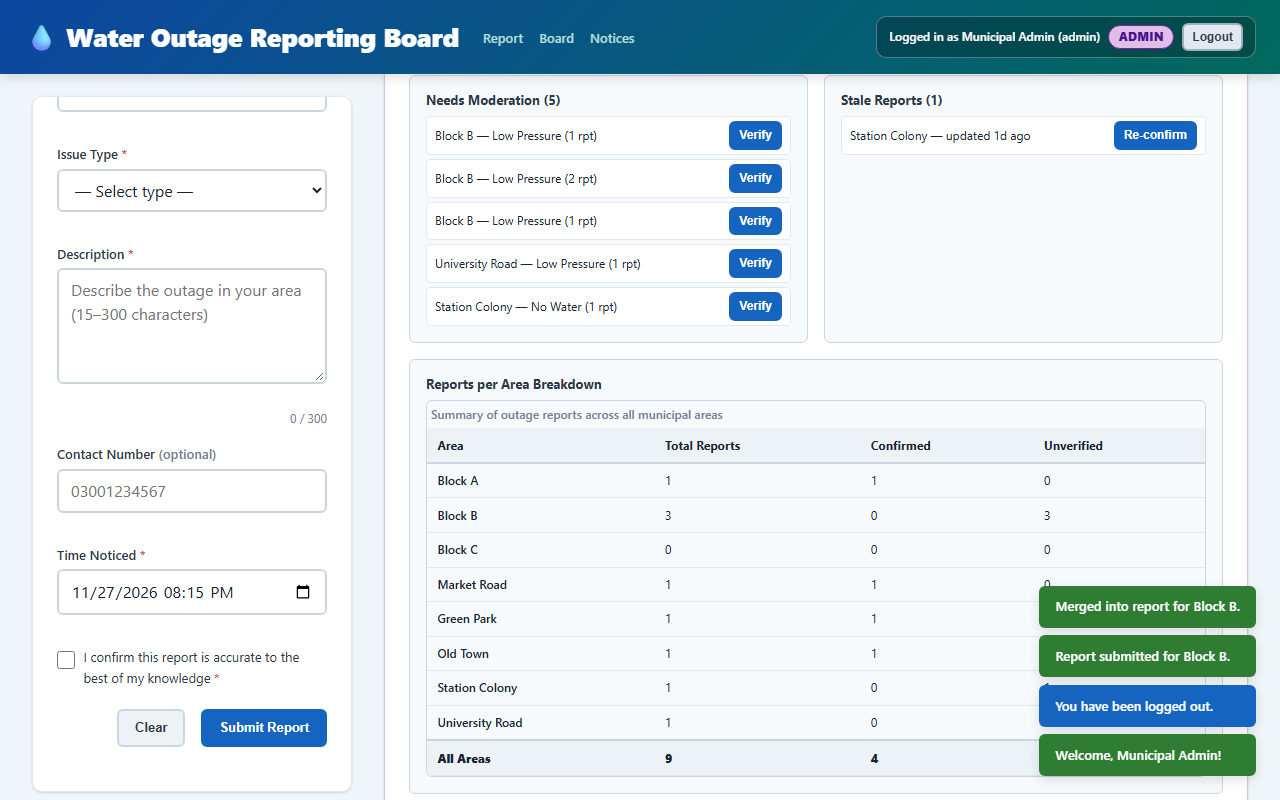 Water Outage Reporting Board
Report
Board
Notices
Logged in as Municipal Admin (admin)
ADMIN
Logout
Issue Type *
— Select type —
Description *
Describe the outage in your area
(15–300 characters)
0 / 300
Contact Number (optional)
03001234567
Time Noticed *
11/27/2026 08:15 PM
I confirm this report is accurate to the
best of my knowledge *
Clear
Submit Report
Needs Moderation (5)
Block B — Low Pressure (1 rpt)
Verify
Block B — Low Pressure (2 rpt)
Verify
Block B — Low Pressure (1 rpt)
Verify
University Road — Low Pressure (1 rpt)
Verify
Station Colony — No Water (1 rpt)
Verify
Stale Reports (1)
Station Colony — updated 1d ago
Re-confirm
Reports per Area Breakdown
Summary of outage reports across all municipal areas
Area Total Reports Confirmed Unverified
Block A 1 1 0
Block B 3 0 3
Block C 0 0 0
Market Road 1 1 0
Green Park 1 1
Old Town 1 1
Station Colony 1 0
University Road 1 0
All Areas 9 4
Merged into report for Block B.
Report submitted for Block B.
You have been logged out.
Welcome, Municipal Admin!